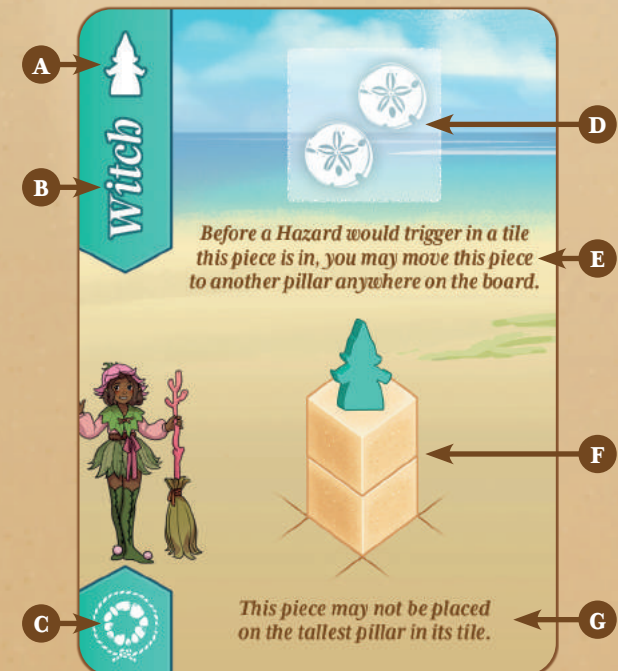 A
Witch
B
D
Before a Hazard would trigger in a tile
this piece is in, you may move this piece
to another pillar anywhere on the board.
E
F
C
This piece may not be placed
on the tallest pillar in its tile.
G